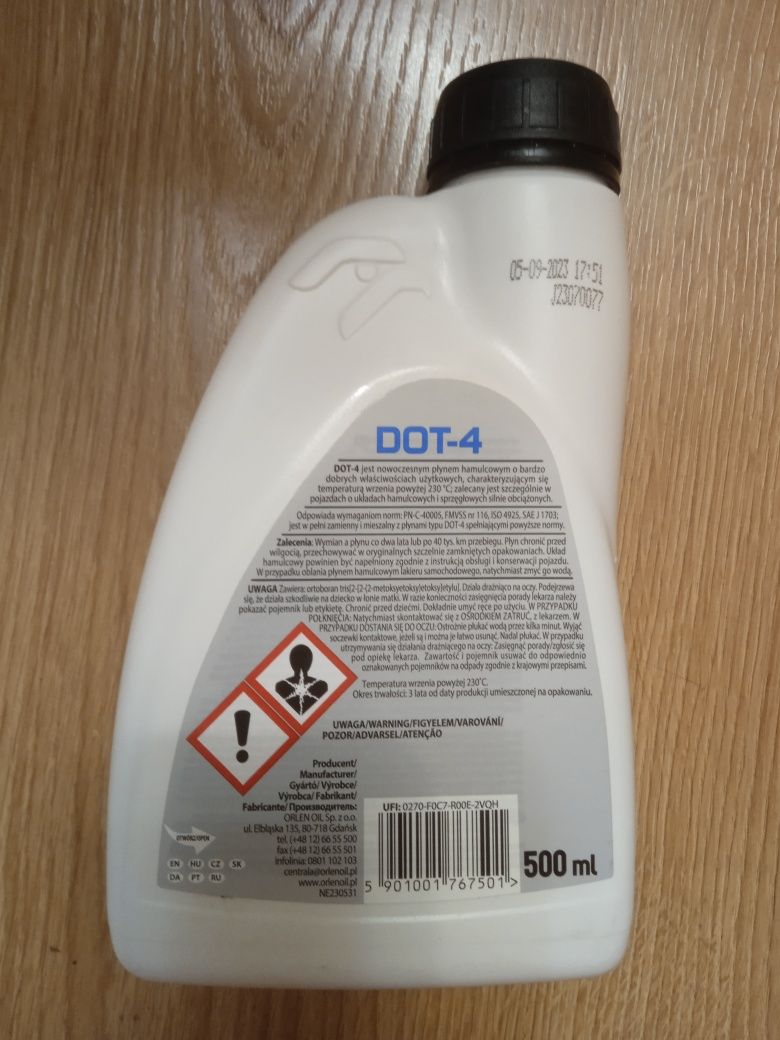 05-09-2023 17:51
J23070077
DOT-4
DOT-4 jest nowoczesnym płynem hamulcowym o bardzo
dobrych właściwościach użytkowych, charakteryzującym się
temperaturą wrzenia powyżej 230 °C; zalecany jest szczególnie w
pojazdach o układach hamulcowych i sprzęgłowych silnie obciążonych.
Odpowiada wymaganiom norm: PN-C-40005, FMVSS nr 116, ISO 4925, SAE J 1703;
jest w pełni zamienny i mieszalny z płynami typu DOT-4 spełniającymi powyższe normy.
Zalecenia: Wymian a płynu co dwa lata lub po 40 tys. km przebiegu. Płyn chronić przed
wilgocią, przechowywać w oryginalnych szczelnie zamkniętych opakowaniach. Układ
hamulcowy powinien być napełniony zgodnie z instrukcją obsługi i konserwacji pojazdu.
W przypadku oblania płynem hamulcowym lakieru samochodowego, natychmiast zmyć go wodą.
UWAGA Zawiera: ortoboran tris[2-[2-(2-metoksyetoksy)etoksy]etylu]. Działa drażniąco na oczy. Podejrzewa
się, że działa szkodliwie na dziecko w łonie matki. W razie konieczności zasięgnięcia porady lekarza należy
pokazać pojemnik lub etykietę. Chronić przed dziećmi. Dokładnie umyć ręce po użyciu. W PRZYPADKU
POŁKNIĘCIA: Natychmiast skontaktować się z OŚRODKIEM ZATRUĆ, z lekarzem. W
PRZYPADKU DOSTANIA SIĘ DO OCZU: Ostrożnie płukać wodą przez kilka minut. Wyjąć
soczewki kontaktowe, jeżeli są i można je łatwo usunąć. Nadal płukać. W przypadku
utrzymywania się działania drażniącego na oczy: Zasięgnąć porady/zgłosić się
pod opiekę lekarza. Zawartość i pojemnik usuwać do odpowiednio
oznakowanych pojemników na odpady zgodnie z krajowymi przepisami.
Temperatura wrzenia powyżej 230°C.
Okres trwałości: 3 lata od daty produkcji umieszczonej na opakowaniu.
UWAGA/WARNING/FIGYELEM/VAROVÁNÍ/
POZOR/ADVARSEL/ATENÇÃO
Producent/
Manufacturer/
Gyártó/ Výrobce/
Výrobca/ Fabrikant/
Fabricante/ Производитель:
ORLEN OIL Sp. z o.o.
ul. Elbląska 135, 80-718 Gdańsk
tel. (+48 12) 66 55 500
fax (+48 12) 66 55 501
infolinia: 0801 102 103
centrala@orlenoil.pl
www.orlenoil.pl
NE230531
OTWÓRZ/OPEN
EN HU CZ SK
DA PT RU
UFI: 0270-F0C7-R00E-2VQH
5 901001 767501 >
500 ml